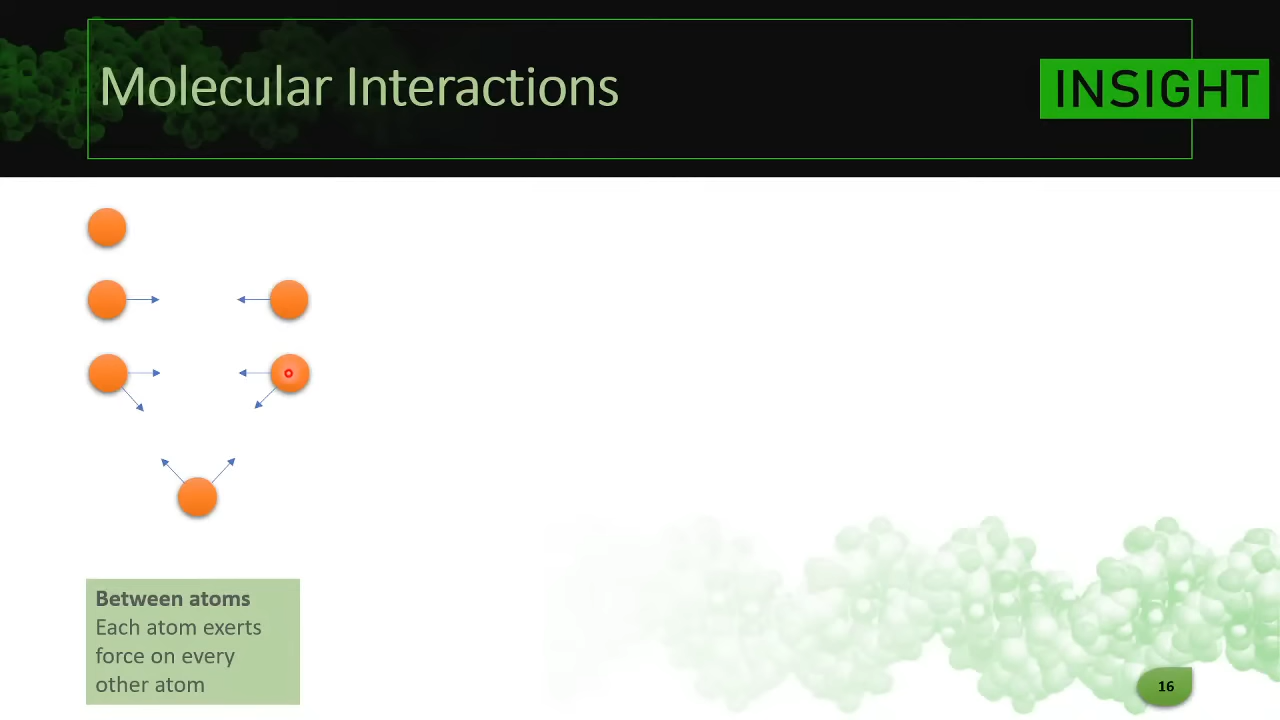 Molecular Interactions
INSIGHT
Between atoms
Each atom exerts
force on every
other atom
16